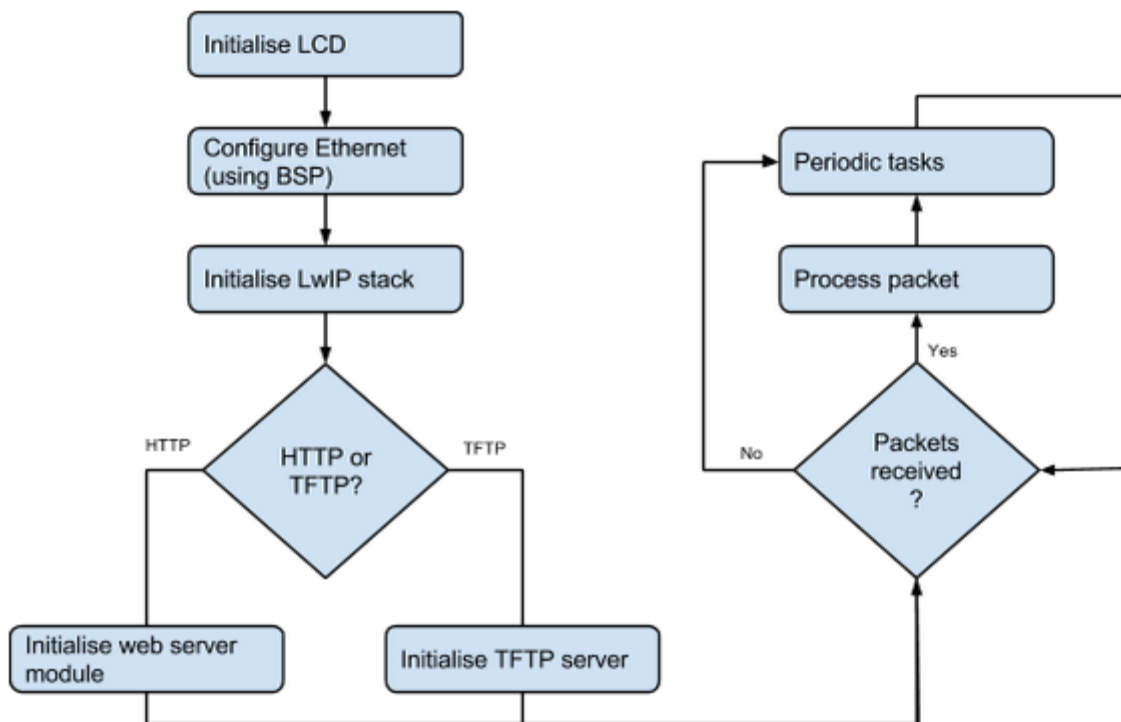 Initialise LCD
Configure Ethernet
(using BSP)
Initialise LwIP stack
HTTP
HTTP or
TFTP?
TFTP
Initialise web server
module
Initialise TFTP server
Periodic tasks
Process packet
Yes
No
Packets
received
?